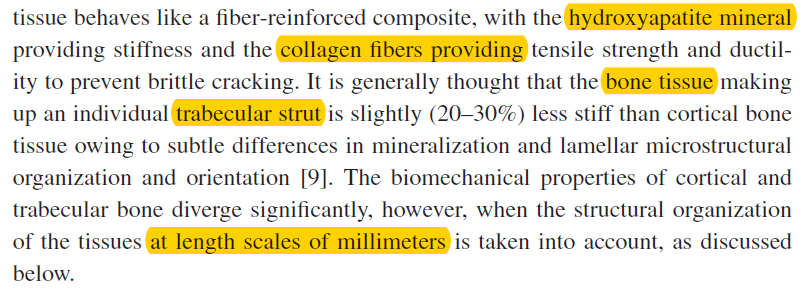 tissue behaves like a fiber-reinforced composite, with the hydroxyapatite mineral
providing stiffness and the collagen fibers providing tensile strength and ductil-
ity to prevent brittle cracking. It is generally thought that the bone tissue making
up an individual trabecular strut is slightly (20–30%) less stiff than cortical bone
tissue owing to subtle differences in mineralization and lamellar microstructural
organization and orientation [9]. The biomechanical properties of cortical and
trabecular bone diverge significantly, however, when the structural organization
of the tissues at length scales of millimeters is taken into account, as discussed
below.